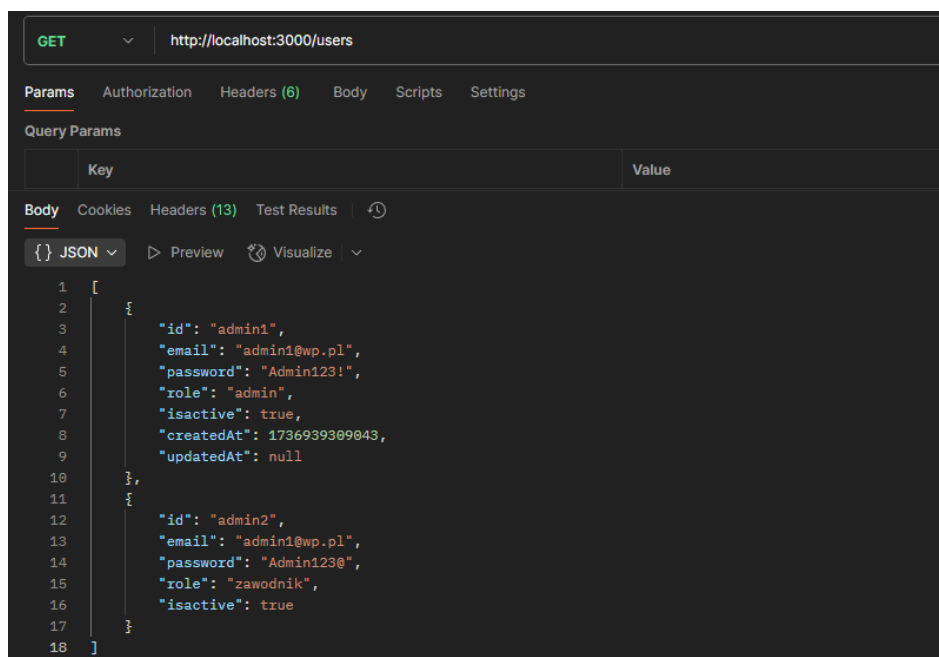 GET http://localhost:3000/users
Params Authorization Headers (6) Body Scripts Settings
Query Params
Key Value
Body Cookies Headers (13) Test Results
{} JSON Preview Visualize
1 [
2 {
3 "id": "admin1",
4 "email": "admin1@wp.pl",
5 "password": "Admin123!",
6 "role": "admin",
7 "isactive": true,
8 "createdAt": 1736939309043,
9 "updatedAt": null
10 },
11 {
12 "id": "admin2",
13 "email": "admin1@wp.pl",
14 "password": "Admin123@",
15 "role": "zawodnik",
16 "isactive": true
17 }
18 ]